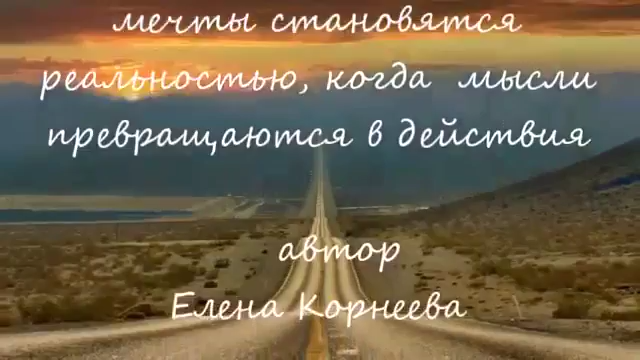 мечты становятся
реальностью, когда мысли
превращаются в действия
автор
Елена Корнеева